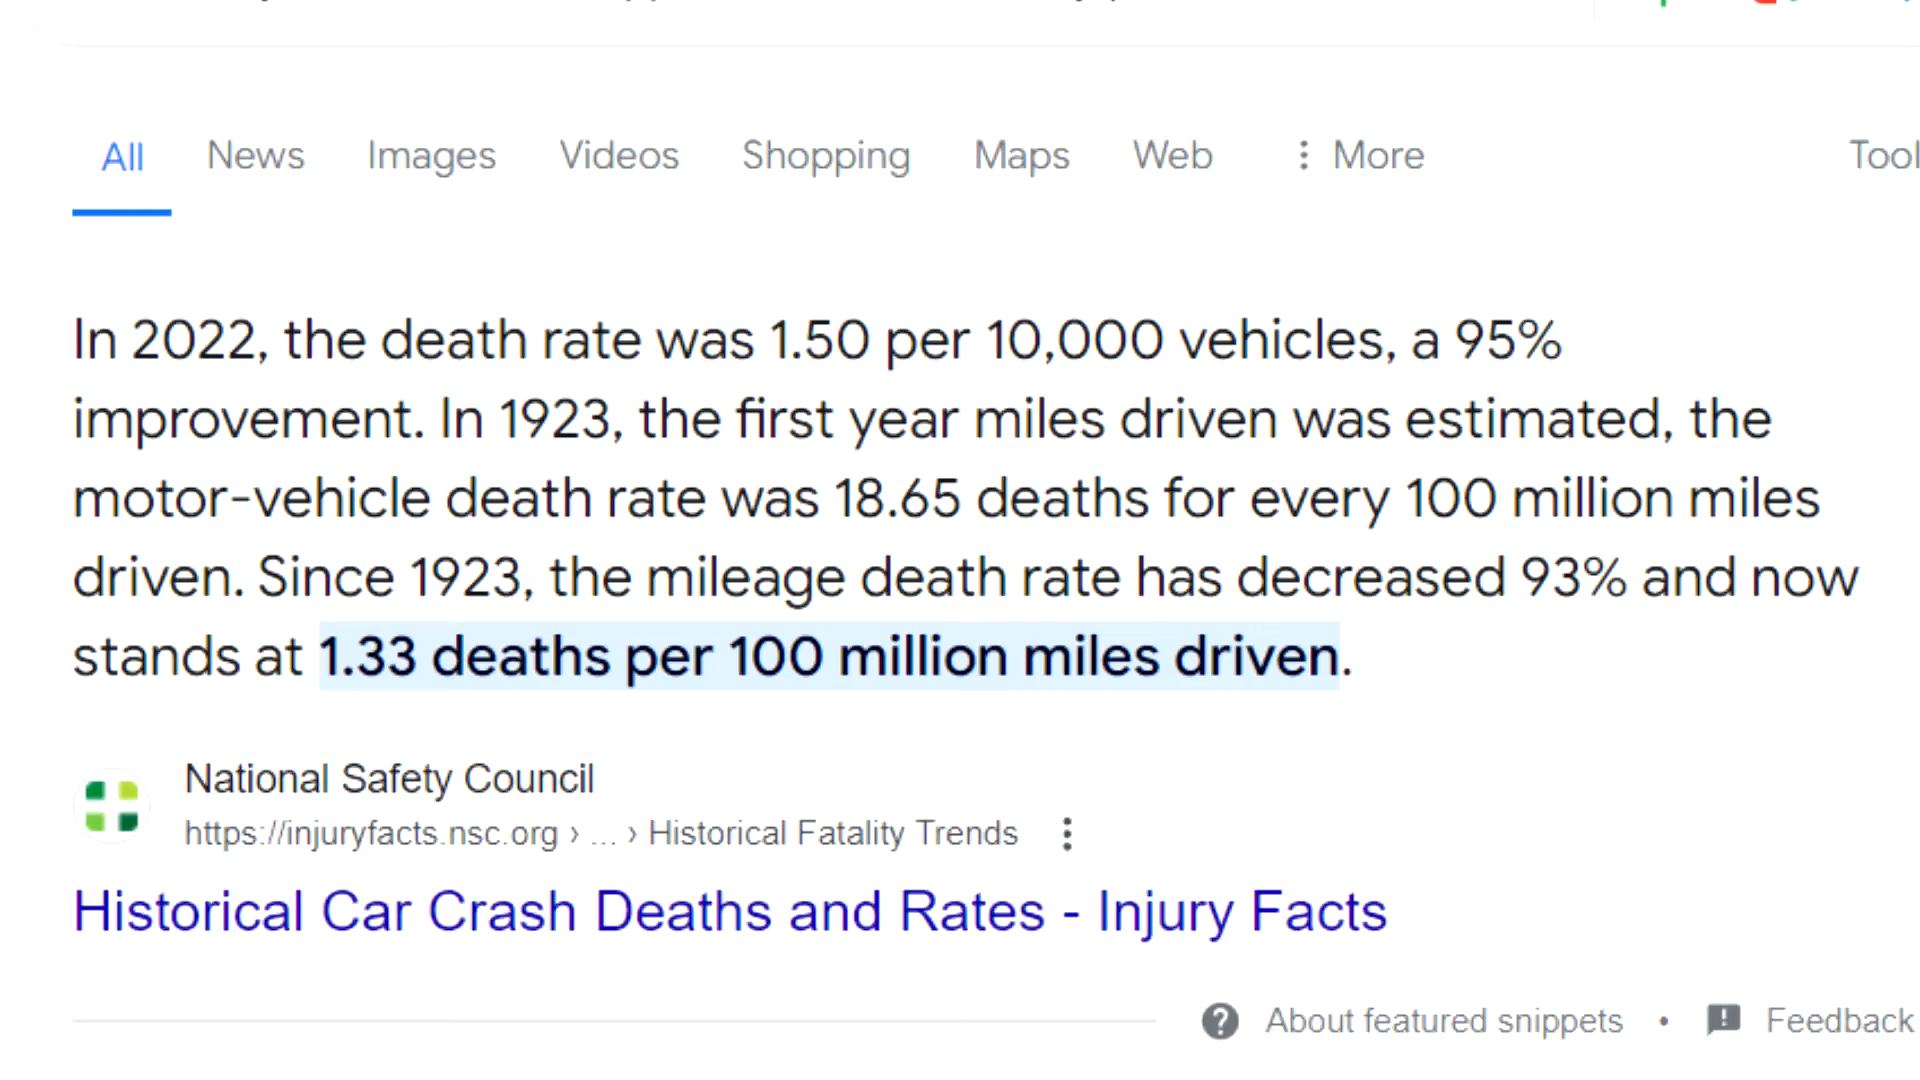 All News Images Videos Shopping Maps Web More Tool
In 2022, the death rate was 1.50 per 10,000 vehicles, a 95%
improvement. In 1923, the first year miles driven was estimated, the
motor-vehicle death rate was 18.65 deaths for every 100 million miles
driven. Since 1923, the mileage death rate has decreased 93% and now
stands at 1.33 deaths per 100 million miles driven.
National Safety Council
https://injuryfacts.nsc.org › ... › Historical Fatality Trends
Historical Car Crash Deaths and Rates - Injury Facts
About featured snippets • Feedback